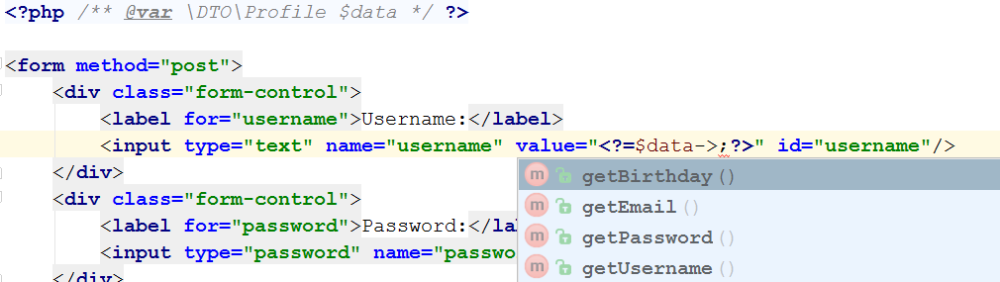 <?php /** @var \DTO\Profile $data */ ?>
<form method="post">
<div class="form-control">
<label for="username">Username:</label>
<input type="text" name="username" value="<?=$data->;?>" id="username"/>
</div>
<div class="form-control">
<label for="password">Password:</la
<input type="password" name="passwo
</div>
m getBirthday()
m getEmail()
m getPassword()
m getUsername()